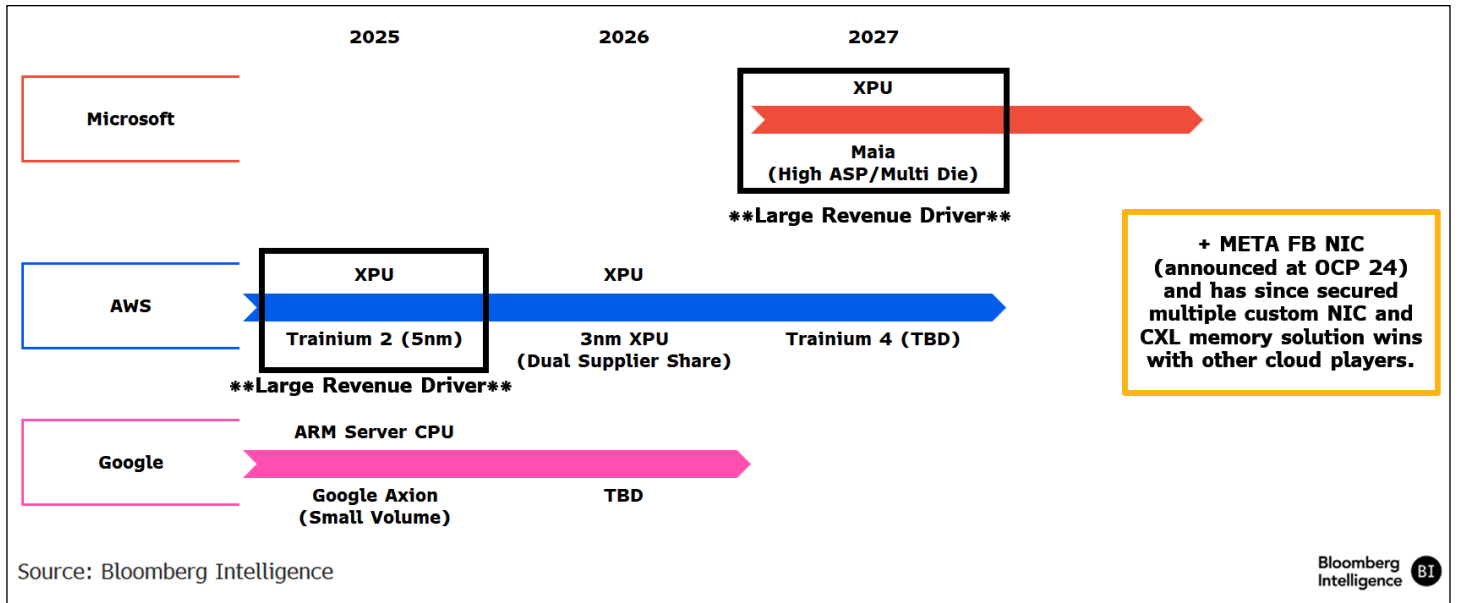 2025
2026
2027
Microsoft
XPU
Maia
(High ASP/Multi Die)
**Large Revenue Driver**
AWS
XPU
XPU
Trainium 2 (5nm)
3nm XPU
(Dual Supplier Share)
Trainium 4 (TBD)
**Large Revenue Driver**
+ META FB NIC
(announced at OCP 24)
and has since secured
multiple custom NIC and
CXL memory solution wins
with other cloud players.
Google
ARM Server CPU
Google Axion
(Small Volume)
TBD
Source: Bloomberg Intelligence
Bloomberg
Intelligence
BI